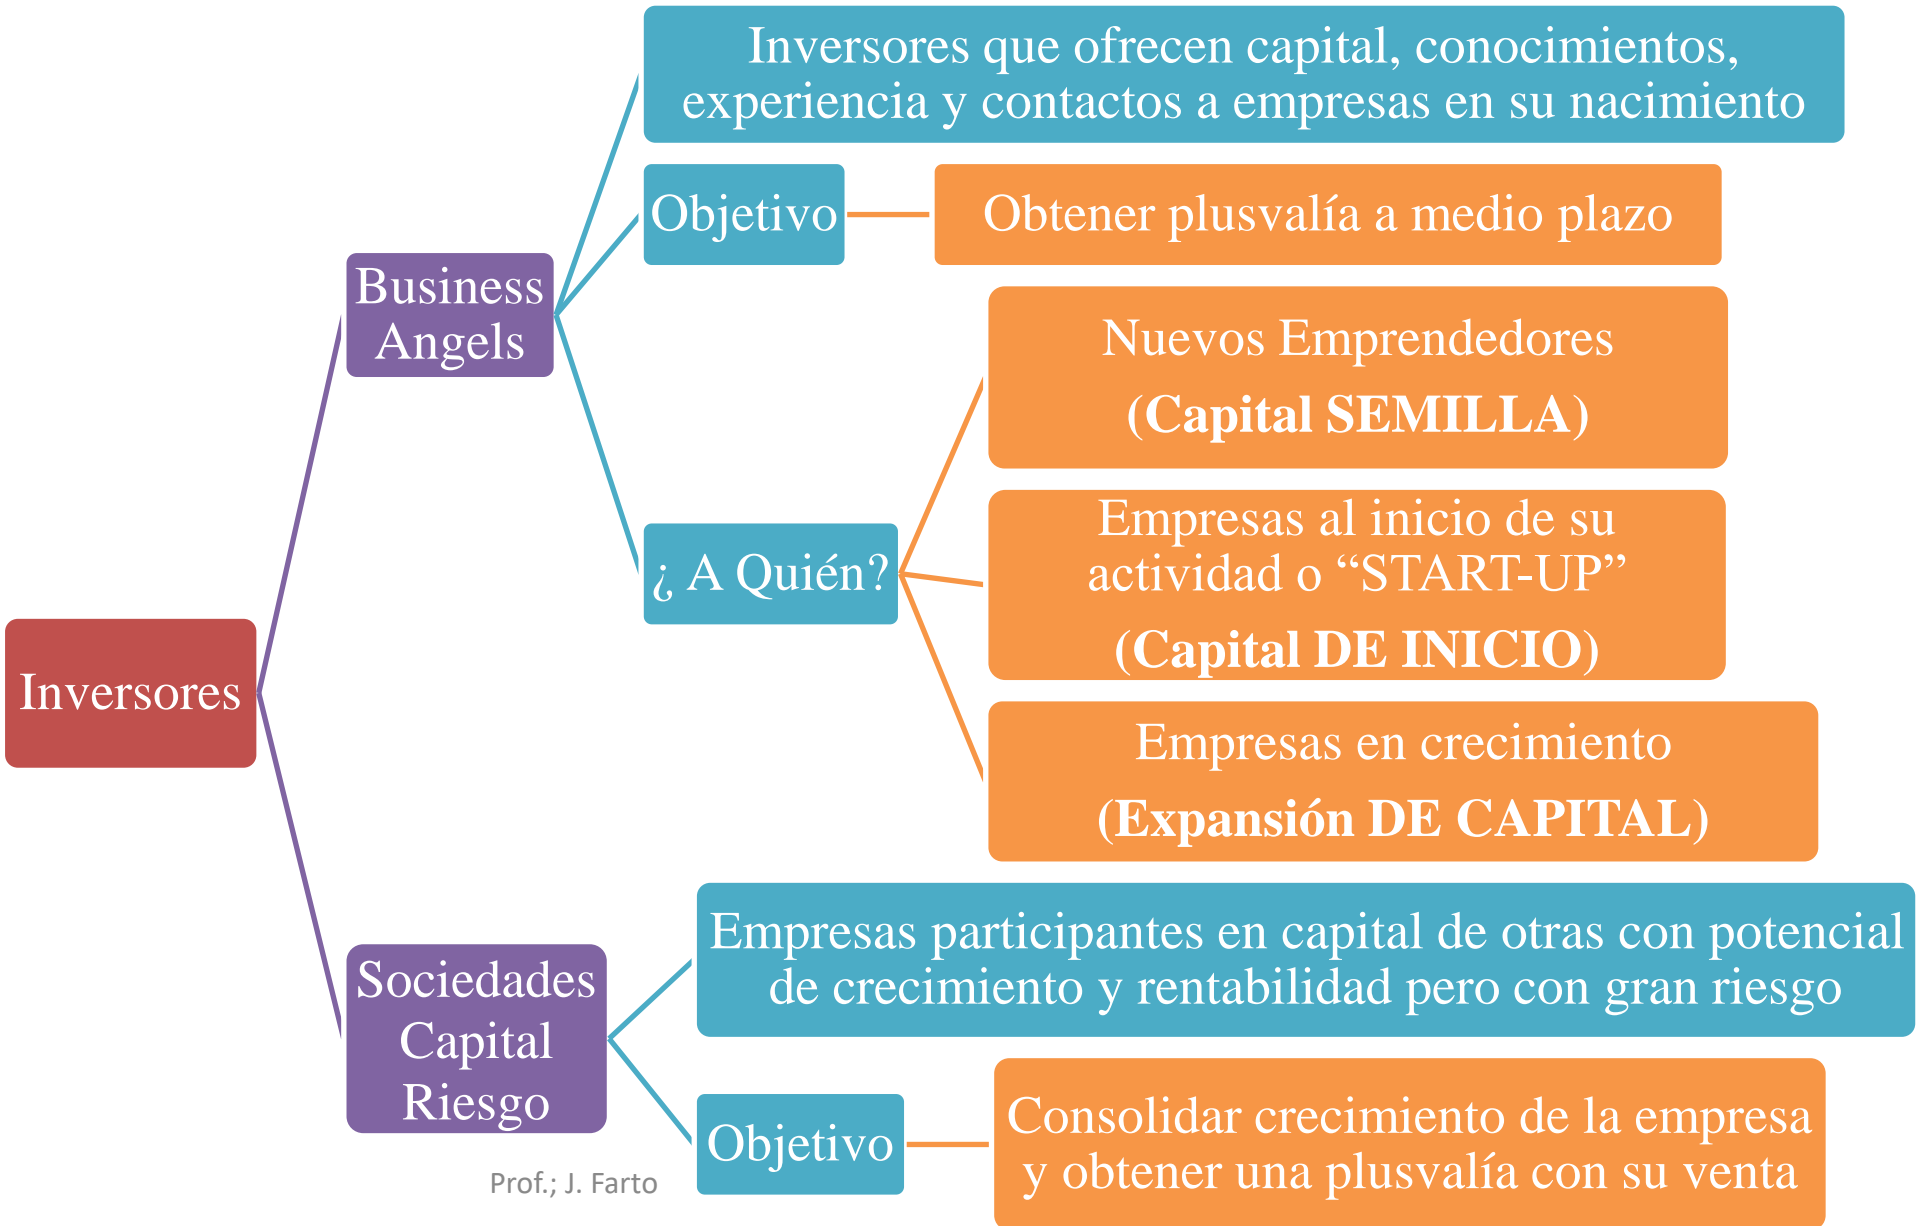 Inversores
Business
Angels
Inversores que ofrecen capital, conocimientos,
experiencia y contactos a empresas en su nacimiento
Objetivo
Obtener plusvalía a medio plazo
¿ A Quién?
Nuevos Emprendedores
(Capital SEMILLA)
Empresas al inicio de su
actividad o “START-UP”
(Capital DE INICIO)
Empresas en crecimiento
(Expansión DE CAPITAL)
Sociedades
Capital
Riesgo
Empresas participantes en capital de otras con potencial
de crecimiento y rentabilidad pero con gran riesgo
Objetivo
Consolidar crecimiento de la empresa
y obtener una plusvalía con su venta
Prof.; J. Farto